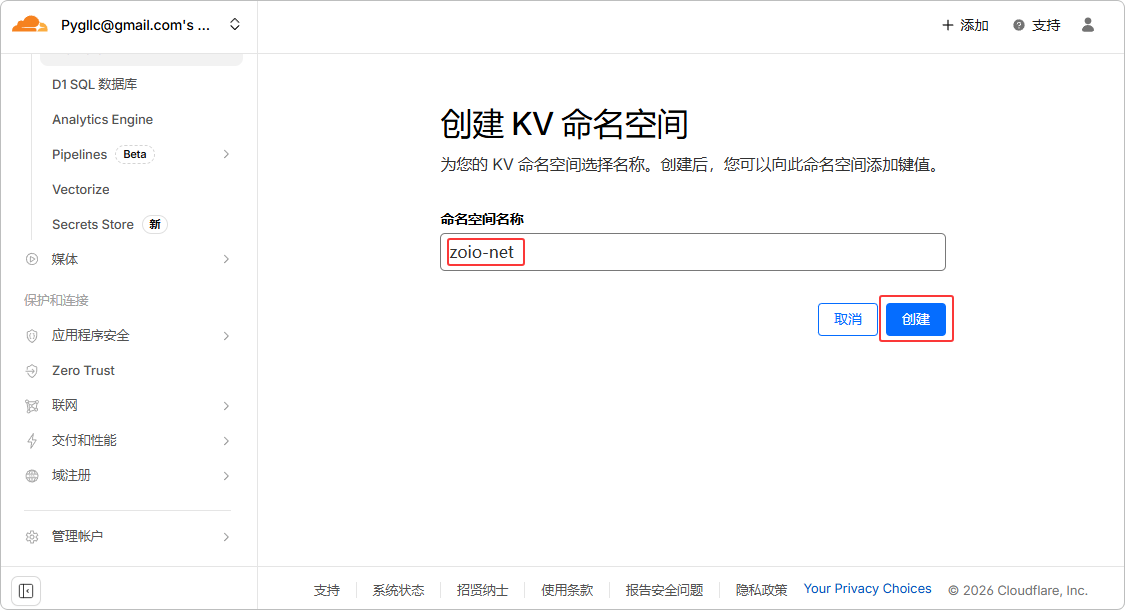 Pygllc@gmail.com's ...
添加
支持
D1 SQL 数据库
Analytics Engine
Pipelines Beta
Vectorize
Secrets Store 新
媒体
保护和连接
应用程序安全
Zero Trust
联网
交付和性能
域注册
管理帐户
创建 KV 命名空间
为您的 KV 命名空间选择名称。创建后，您可以向此命名空间添加键值。
命名空间名称
zoio-net
取消
创建
支持 系统状态 招贤纳士 使用条款 报告安全问题 隐私政策 Your Privacy Choices © 2026 Cloudflare, Inc.